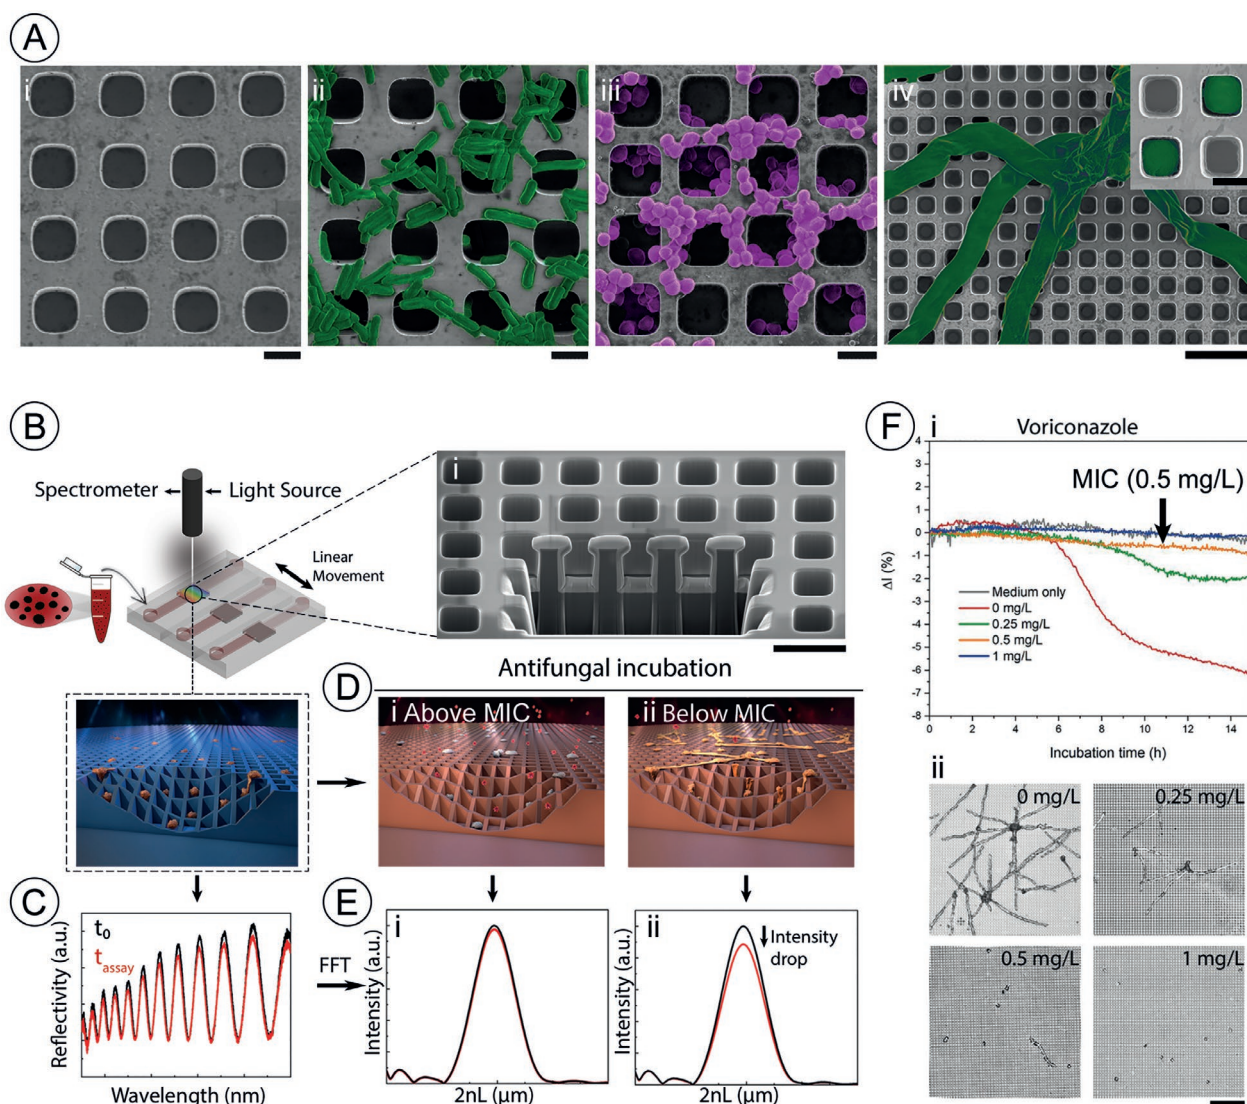 A
i
ii
iii
iv
B
Spectrometer
Light Source
Linear
Movement
i
F
i
Voriconazole
4
3
2
1
0
-1
-2
-3
-4
-5
-6
-7
-8
ΔI (%)
MIC (0.5 mg/L)
Medium only
0 mg/L
0.25 mg/L
0.5 mg/L
1 mg/L
0 2 4 6 8 10 12 14
Incubation time (h)
Antifungal incubation
D
i Above MIC
ii Below MIC
ii
0 mg/L
0.25 mg/L
0.5 mg/L
1 mg/L
C
t0
tassay
Reflectivity (a.u.)
Wavelength (nm)
FFT
E
i
Intensity (a.u.)
2nL (μm)
ii
Intensity
drop
Intensity (a.u.)
2nL (μm)